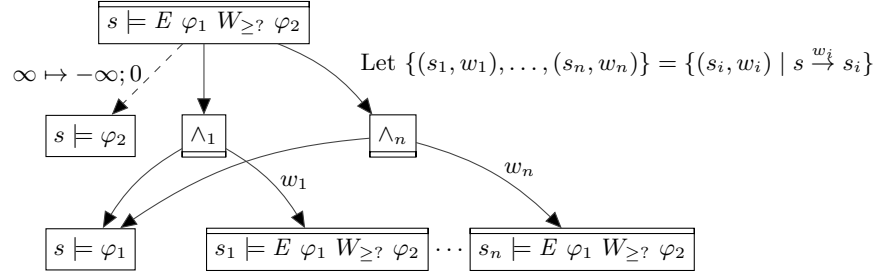 s ⊨ E φ₁ W≥? φ₂
Let {(s₁, w₁), . . . , (sₙ, wₙ)} = {(sᵢ, wᵢ) | s →^{wᵢ} sᵢ}
∞ ↦ −∞; 0
s ⊨ φ₂
∧₁
∧ₙ
w₁
wₙ
s ⊨ φ₁
s₁ ⊨ E φ₁ W≥? φ₂ · · · sₙ ⊨ E φ₁ W≥? φ₂